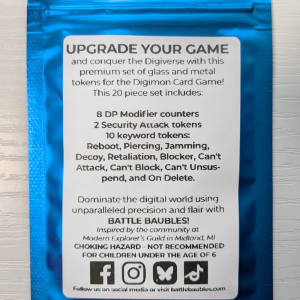 UPGRADE YOUR GAME
and conquer the Digiverse with this
premium set of glass and metal
tokens for the Digimon Card Game!
This 20 piece set includes:
8 DP Modifier counters
2 Security Attack tokens
10 keyword tokens:
Reboot, Piercing, Jamming,
Decoy, Retaliation, Blocker, Can't
Attack, Can't Block, Can't Unsus-
pend, and On Delete.
Dominate the digital world using
unparalleled precision and flair with
BATTLE BAUBLES!
Inspired by the community at
Modern Explorer's Guild in Midland, MI
CHOKING HAZARD - NOT RECOMMENDED
FOR CHILDREN UNDER THE AGE OF 6
Follow us on social media or visit battlebaubles.com